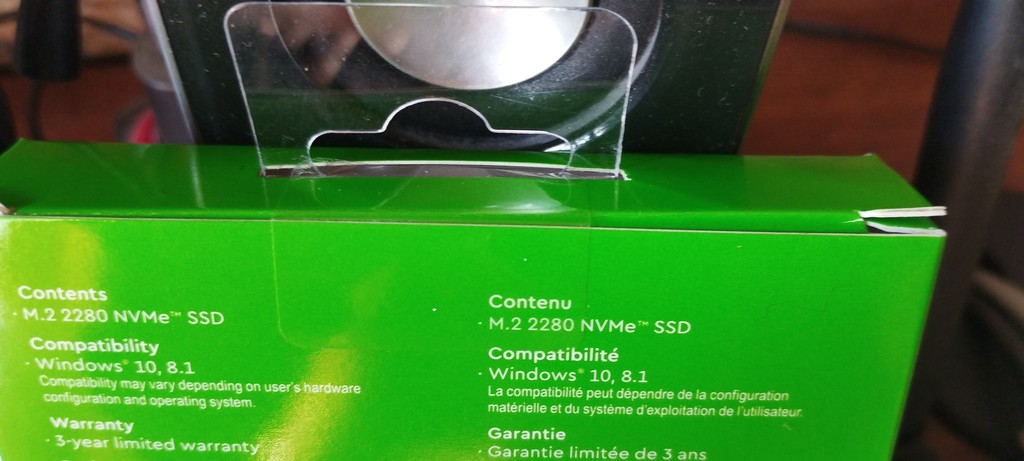 Contents
· M.2 2280 NVMe™ SSD
Compatibility
· Windows® 10, 8.1
Compatibility may vary depending on user's hardware
configuration and operating system.
Warranty
· 3-year limited warranty
Contenu
· M.2 2280 NVMe™ SSD
Compatibilité
· Windows® 10, 8.1
La compatibilité peut dépendre de la configuration
matérielle et du système d'exploitation de l'utilisateur.
Garantie
· Garantie limitée de 3 ans